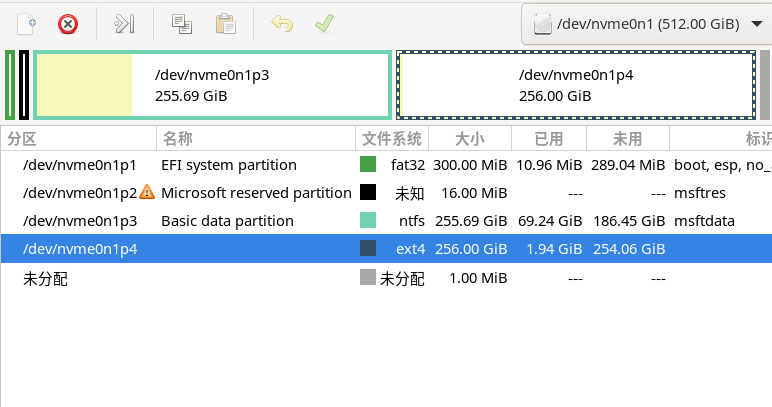 /dev/nvme0n1 (512.00 GiB)
/dev/nvme0n1p3
255.69 GiB
/dev/nvme0n1p4
256.00 GiB
分区 名称 文件系统 大小 已用 未用 标识
/dev/nvme0n1p1 EFI system partition fat32 300.00 MiB 10.96 MiB 289.04 MiB boot, esp, no_
/dev/nvme0n1p2 Microsoft reserved partition 未知 16.00 MiB --- --- msftres
/dev/nvme0n1p3 Basic data partition ntfs 255.69 GiB 69.24 GiB 186.45 GiB msftdata
/dev/nvme0n1p4 ext4 256.00 GiB 1.94 GiB 254.06 GiB
未分配 未分配 1.00 MiB --- ---